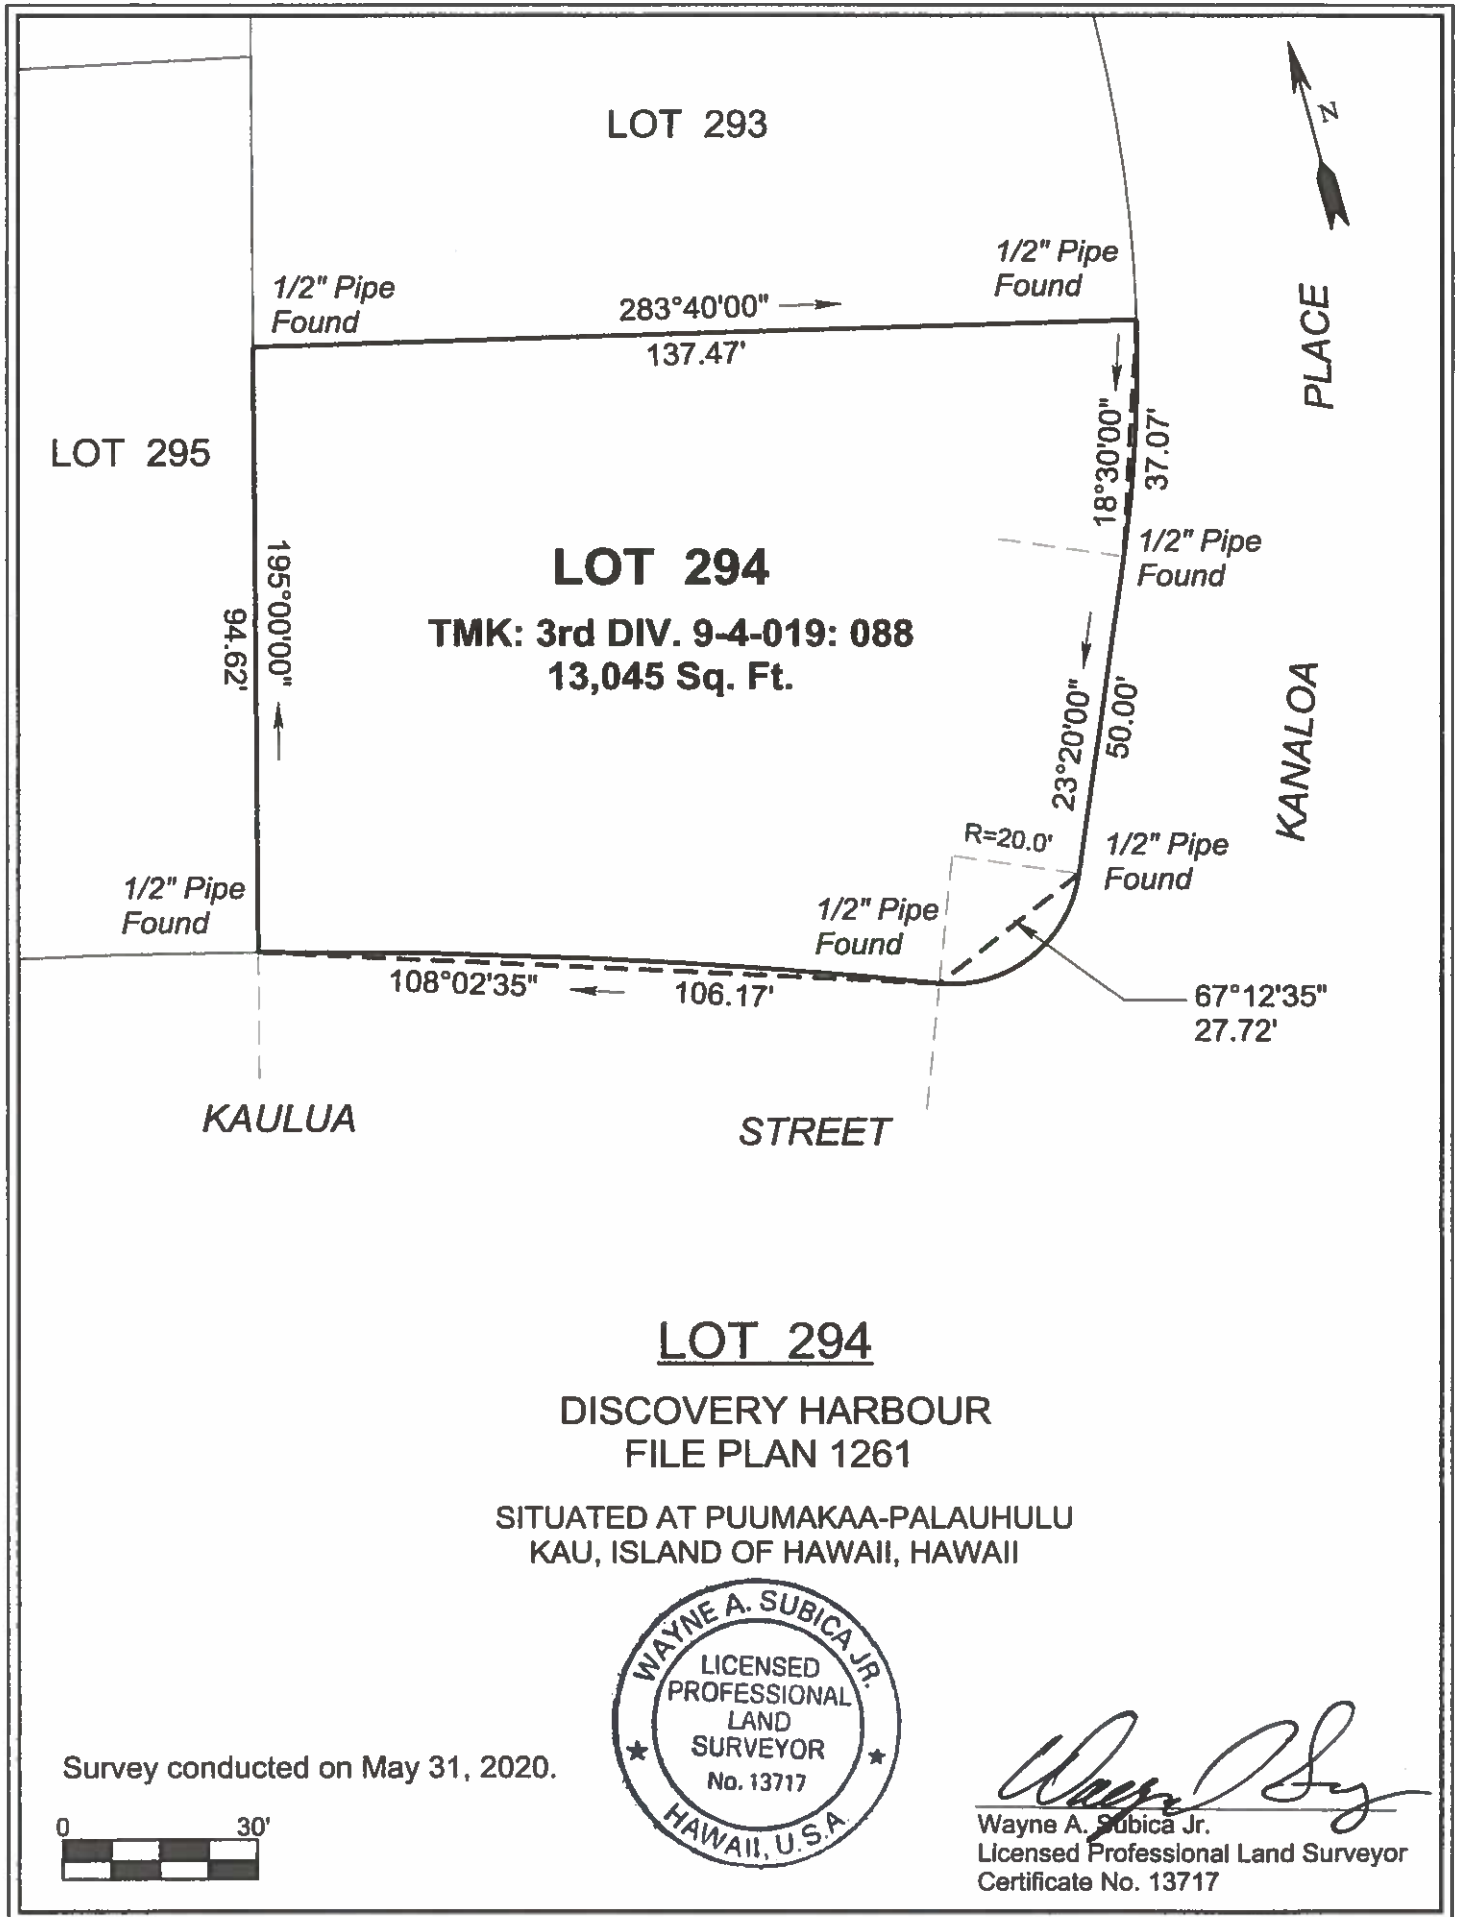 LOT 293
N
1/2" Pipe
Found
1/2" Pipe
Found
283°40'00"
137.47'
PLACE
LOT 295
18°30'00"
37.07'
195°00'00"
94.62'
LOT 294
TMK: 3rd DIV. 9-4-019: 088
13,045 Sq. Ft.
1/2" Pipe
Found
23°20'00"
50.00'
KANALOA
R=20.0'
1/2" Pipe
Found
1/2" Pipe
Found
1/2" Pipe
Found
108°02'35"
106.17'
67°12'35"
27.72'
KAULUA
STREET
LOT 294
DISCOVERY HARBOUR
FILE PLAN 1261
SITUATED AT PUUMAKAA-PALAUHULU
KAU, ISLAND OF HAWAII, HAWAII
WAYNE A. SUBICA JR.
LICENSED
PROFESSIONAL
LAND
SURVEYOR
No. 13717
HAWAII, U.S.A.
Survey conducted on May 31, 2020.
0 30'
Wayne A. Subica Jr.
Licensed Professional Land Surveyor
Certificate No. 13717